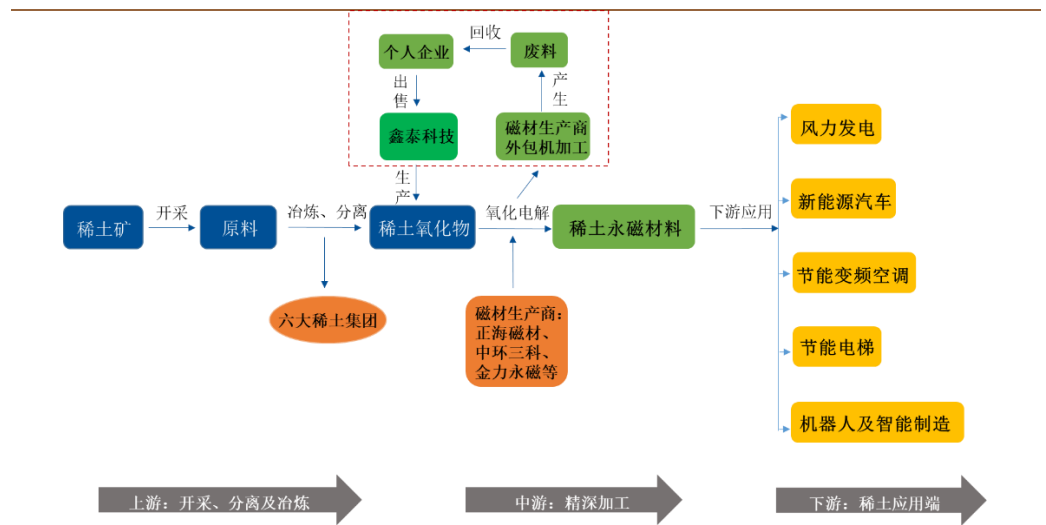 回收
个人企业
废料
出
售
产
生
鑫泰科技
磁材生产商
外包机加工
生
产
风力发电
新能源汽车
稀土矿
开采
原料
冶炼、分离
稀土氧化物
氧化电解
稀土永磁材料
下游应用
节能变频空调
六大稀土集团
磁材生产商：
正海磁材、
中环三科、
金力永磁等
节能电梯
机器人及智能制造
上游：开采、分离及冶炼
中游：精深加工
下游：稀土应用端